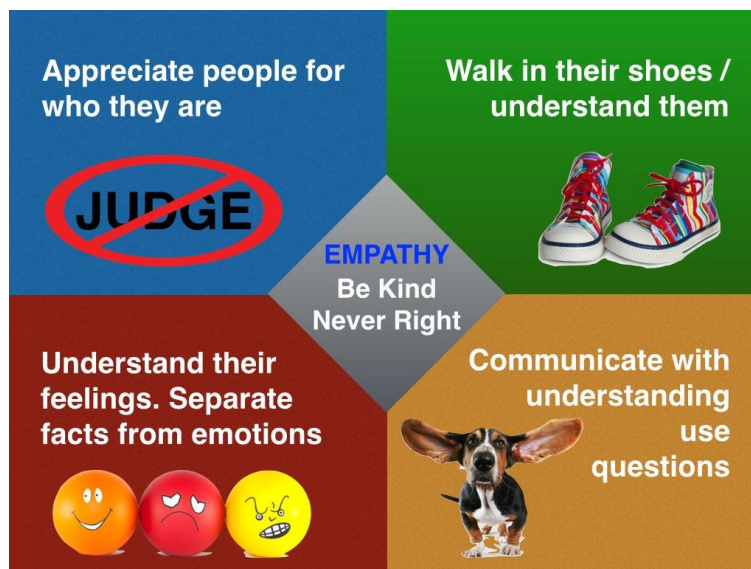 Appreciate people for
who they are
JUDGE
Walk in their shoes /
understand them
EMPATHY
Be Kind
Never Right
Understand their
feelings. Separate
facts from emotions
Communicate with
understanding
use
questions